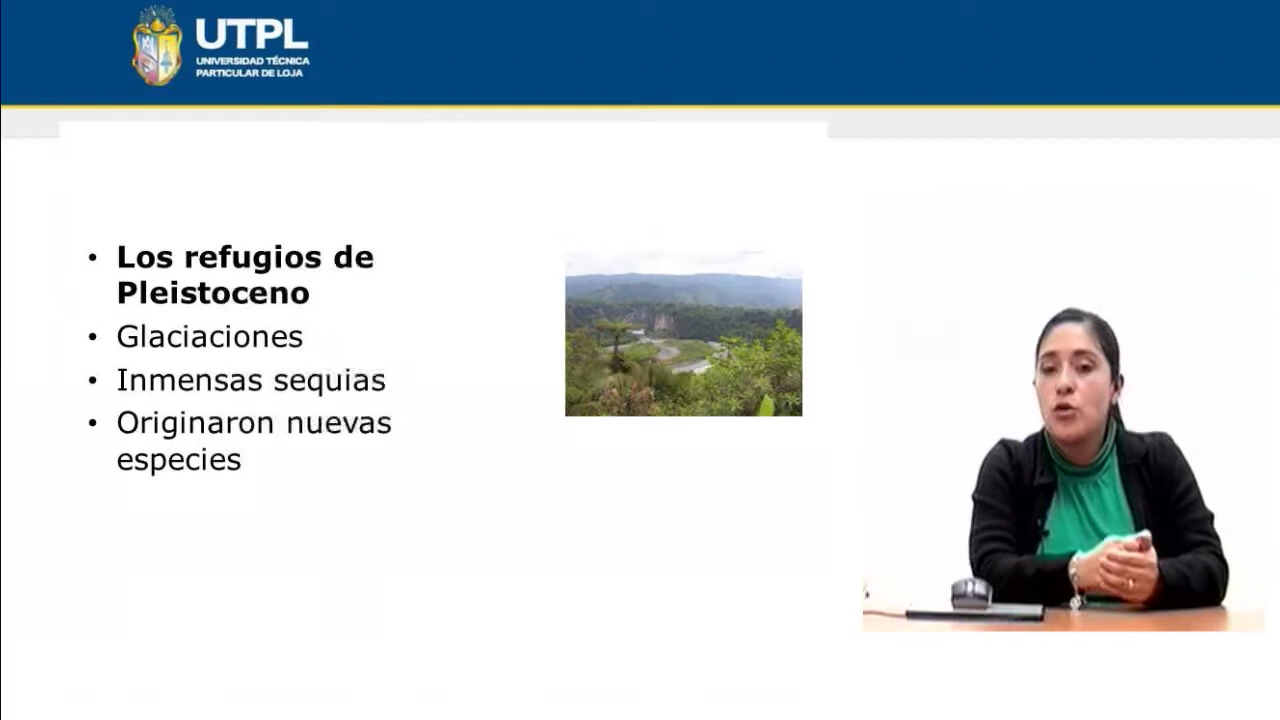 UTPL
UNIVERSIDAD TÉCNICA
PARTICULAR DE LOJA
• Los refugios de
Pleistoceno
• Glaciaciones
• Inmensas sequias
• Originaron nuevas
especies